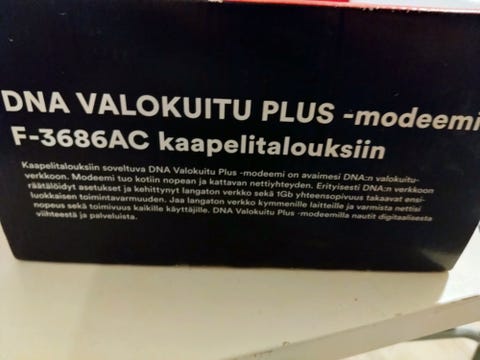 DNA VALOKUITU PLUS -modeemi
F-3686AC kaapelitalouksiin
Kaapelitalouksiin soveltuva DNA Valokuitu Plus -modeemi on avaimesi DNA:n valokuitu-
verkkoon. Modeemi tuo kotiin nopean ja kattavan nettiyhteyden. Erityisesti DNA:n verkkoon
räätälöidyt asetukset ja kehittynyt langaton verkko sekä 1Gb yhteensopivuus takaavat ensi-
luokkaisen toimintavarmuuden. Jaa langaton verkko kymmenille laitteille ja varmista nettisi
nopeus sekä toimivuus kaikille käyttäjille. DNA Valokuitu Plus -modeemilla nautit digitaalisesta
viihteestä ja palveluista.